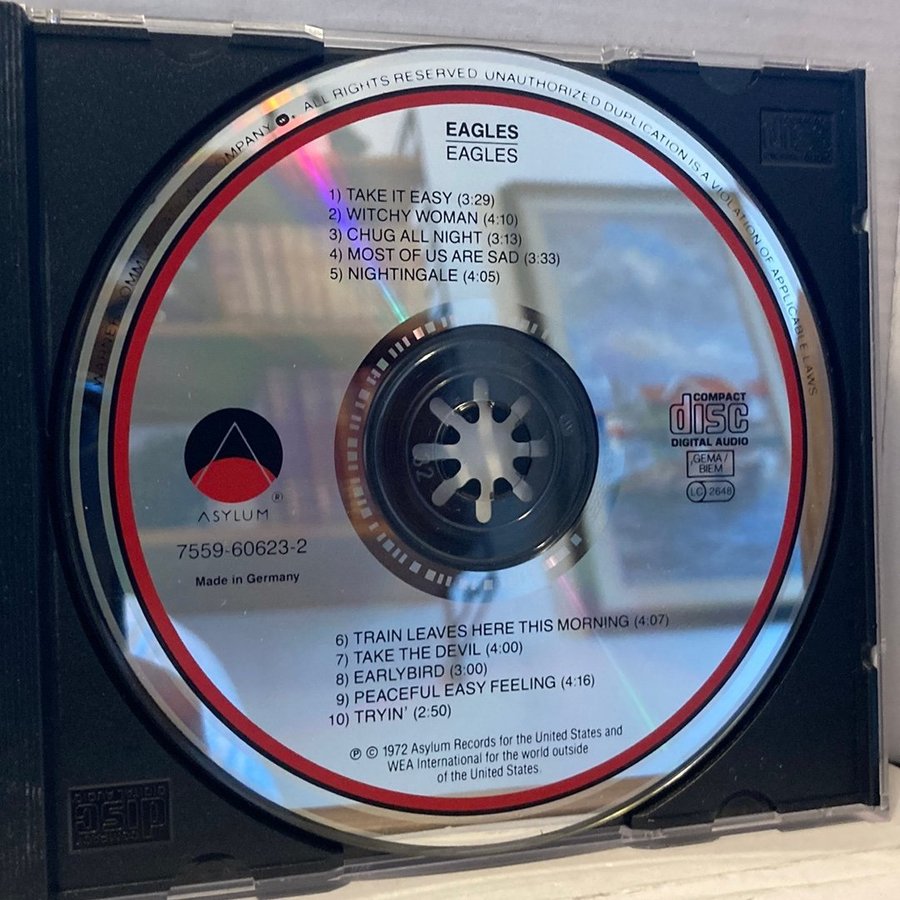 COMPANY. ALL RIGHTS RESERVED. UNAUTHORIZED DUPLICATION IS A VIOLATION OF APPLICABLE LAWS
EAGLES
EAGLES
1) TAKE IT EASY (3:29)
2) WITCHY WOMAN (4:10)
3) CHUG ALL NIGHT (3:13)
4) MOST OF US ARE SAD (3:33)
5) NIGHTINGALE (4:05)
COMPACT
disc
DIGITAL AUDIO
GEMA/
BIEM
LC 2648
ASYLUM ®
7559-60623-2
Made in Germany
6) TRAIN LEAVES HERE THIS MORNING (4:07)
7) TAKE THE DEVIL (4:00)
8) EARLYBIRD (3:00)
9) PEACEFUL EASY FEELING (4:16)
10) TRYIN' (2:50)
℗ © 1972 Asylum Records for the United States and
WEA International for the world outside
of the United States.